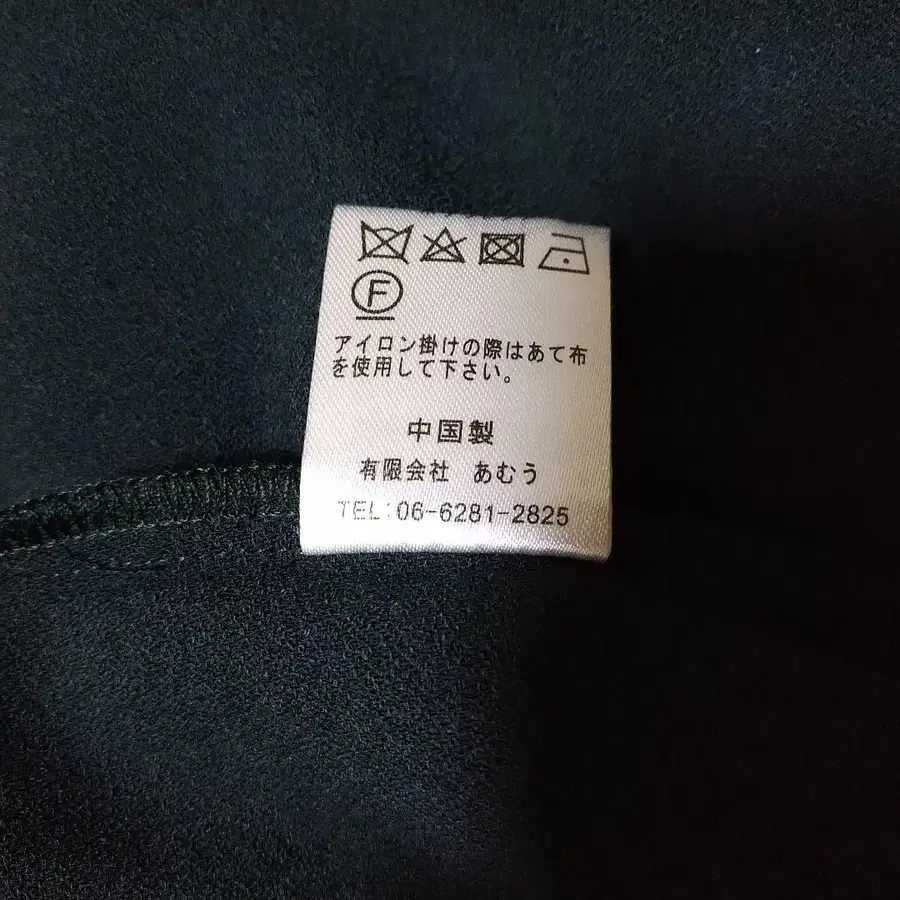 F
アイロン掛けの際はあて布
を使用して下さい。
中国製
有限会社 あむう
TEL:06-6281-2825